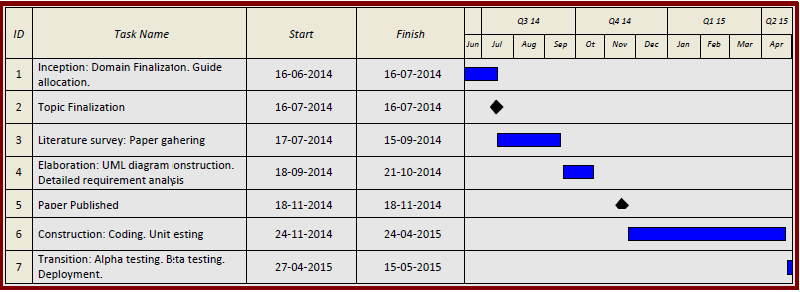 ID Task Name Start Finish Q3 14 Q4 14 Q1 15 Q2 15
Jun Jul Aug Sep Ot Nov Dec Jan Feb Mar Apr
1 Inception: Domain Finalizaton. Guide
allocation. 16-06-2014 16-07-2014
2 Topic Finalization 16-07-2014 16-07-2014
3 Literature survey: Paper gahering 17-07-2014 15-09-2014
4 Elaboration: UML diagram onstruction.
Detailed requirement analysis 18-09-2014 21-10-2014
5 Paper Published 18-11-2014 18-11-2014
6 Construction: Coding. Unit esting 24-11-2014 24-04-2015
7 Transition: Alpha testing. Bta testing.
Deployment. 27-04-2015 15-05-2015